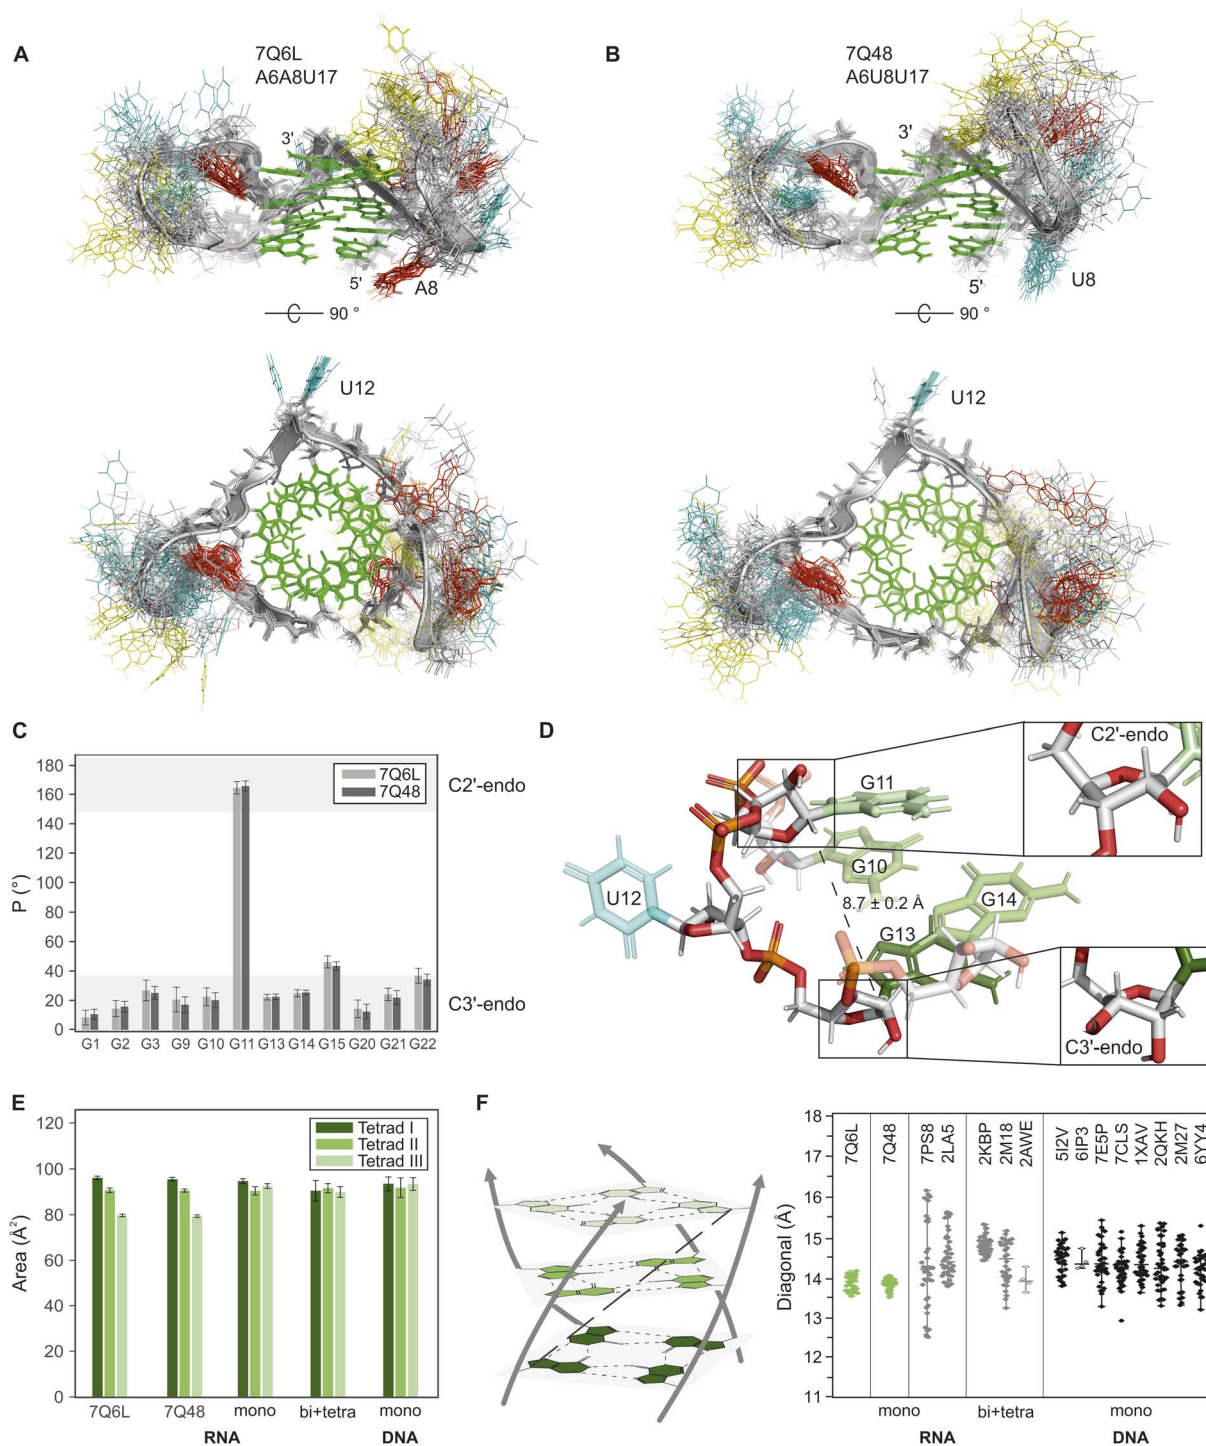 A
7Q6L
A6A8U17
3'
5'
A8
90 °
U12
B
7Q48
A6U8U17
3'
5'
U8
90 °
U12
C
180
160
140
120
100
80
60
40
20
0
P (°)
7Q6L
7Q48
C2'-endo
C3'-endo
G1 G2 G3 G9 G10 G11 G13 G14 G15 G20 G21 G22
D
C2'-endo
G11
G10
U12
8.7 ± 0.2 Å
G14
G13
C3'-endo
E
120
100
80
60
40
20
0
Area (Å²)
Tetrad I
Tetrad II
Tetrad III
7Q6L 7Q48 mono bi+tetra mono
RNA DNA
F
18
17
16
15
14
13
11
Diagonal (Å)
7Q6L
7Q48
7PS8
2LA5
2KBP
2M18
2AWE
5I2V
6IP3
7E5P
7CLS
1XAV
2QKH
2M27
6YY4
mono bi+tetra mono
RNA DNA